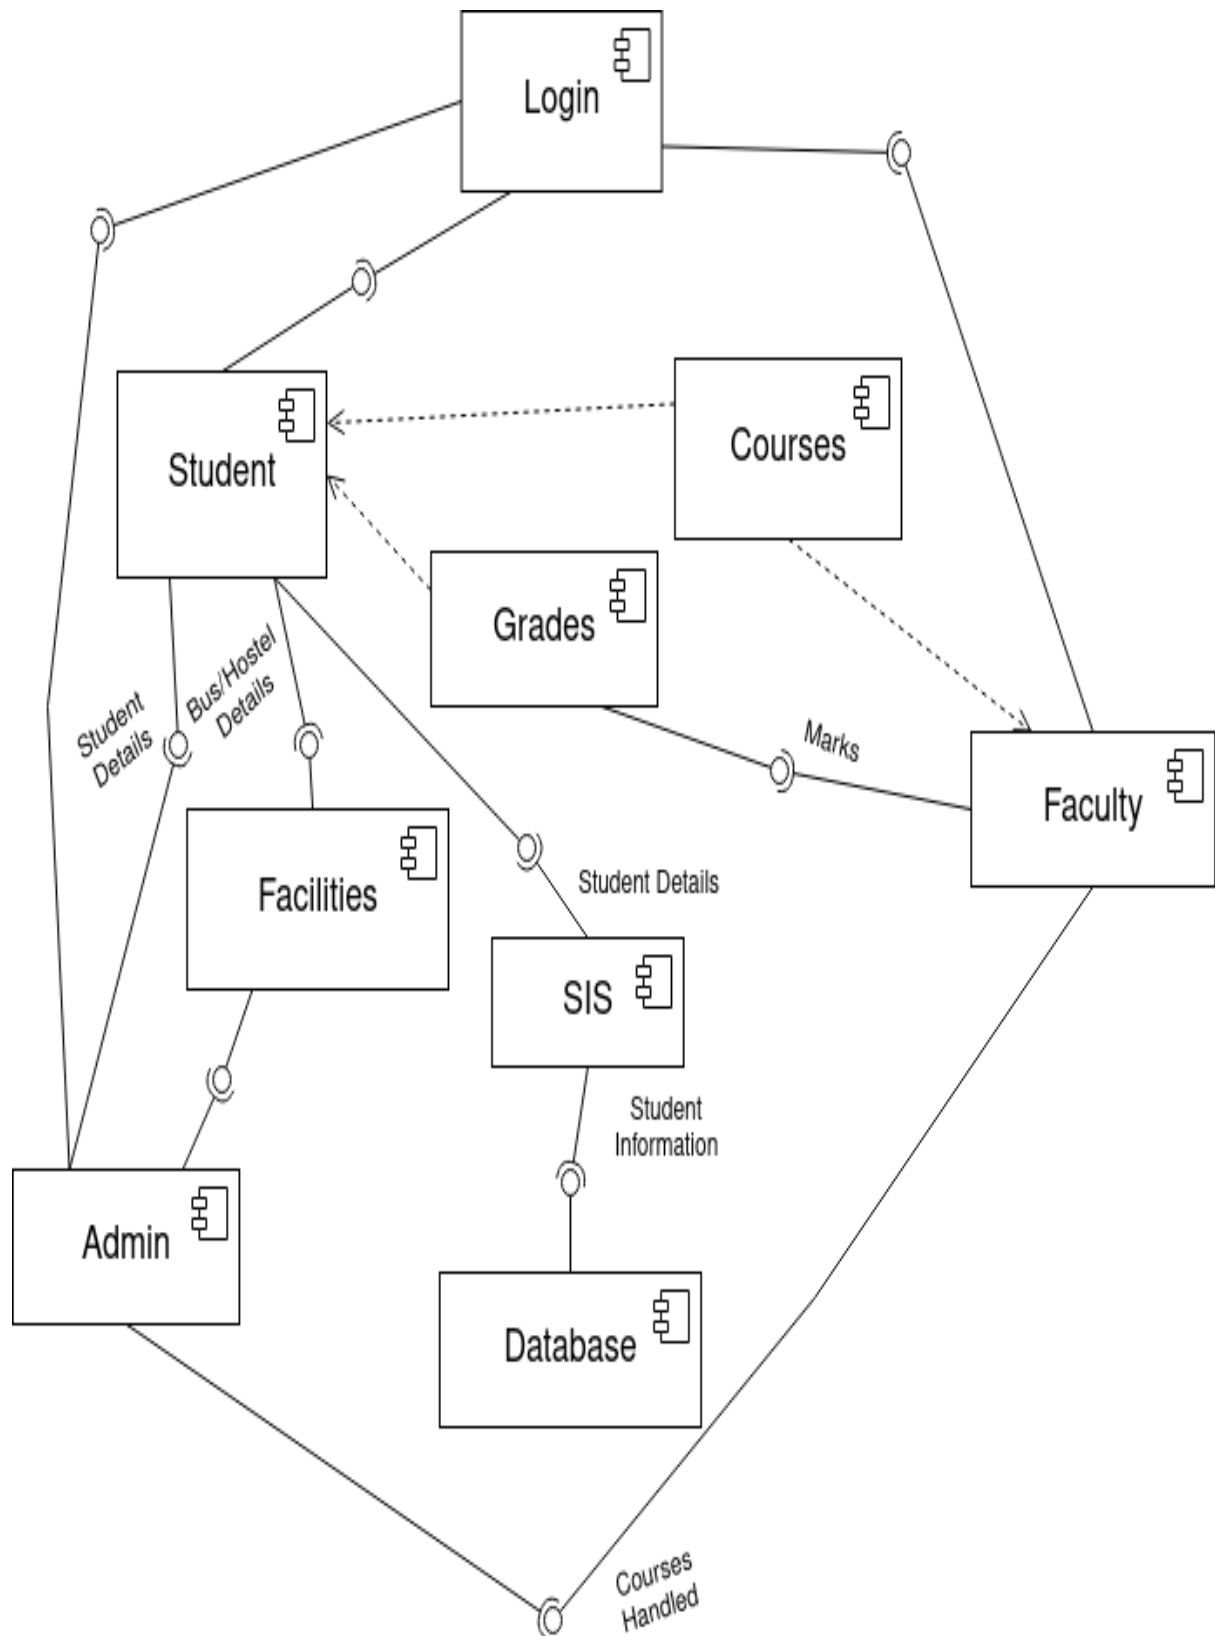 Login
Courses
Student
Grades
Bus/Hostel
Details
Student
Details
Marks
Faculty
Facilities
Student Details
SIS
Student
Information
Admin
Database
Courses
Handled